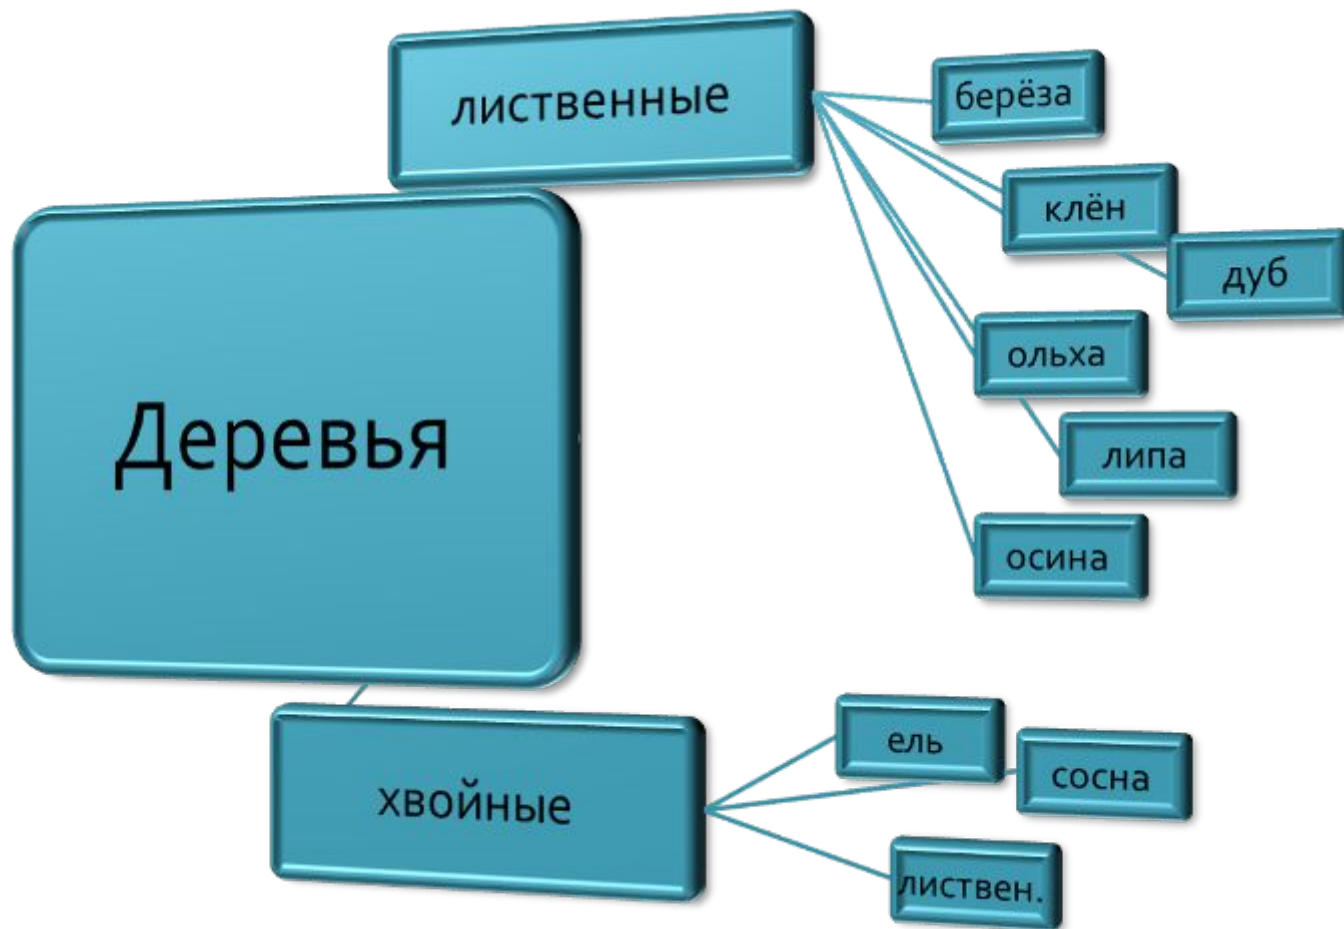 лиственные
берёза
клён
дуб
ольха
липа
осина
Деревья
хвойные
ель
сосна
листвен.